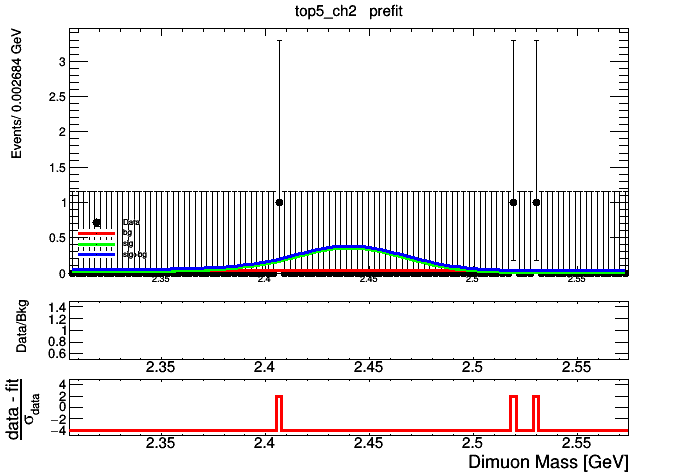 top5_ch2 prefit
Events/ 0.002684 GeV
3
2.5
2
1.5
1
0.5
0
Data
bg
sig
sig+bg
2.35 2.4 2.45 2.5 2.55
Data/Bkg
1.4
1.2
1
0.8
0.6
2.35 2.4 2.45 2.5 2.55
data - fit
σdata
4
2
0
−2
−4
2.35 2.4 2.45 2.5 2.55
Dimuon Mass [GeV]